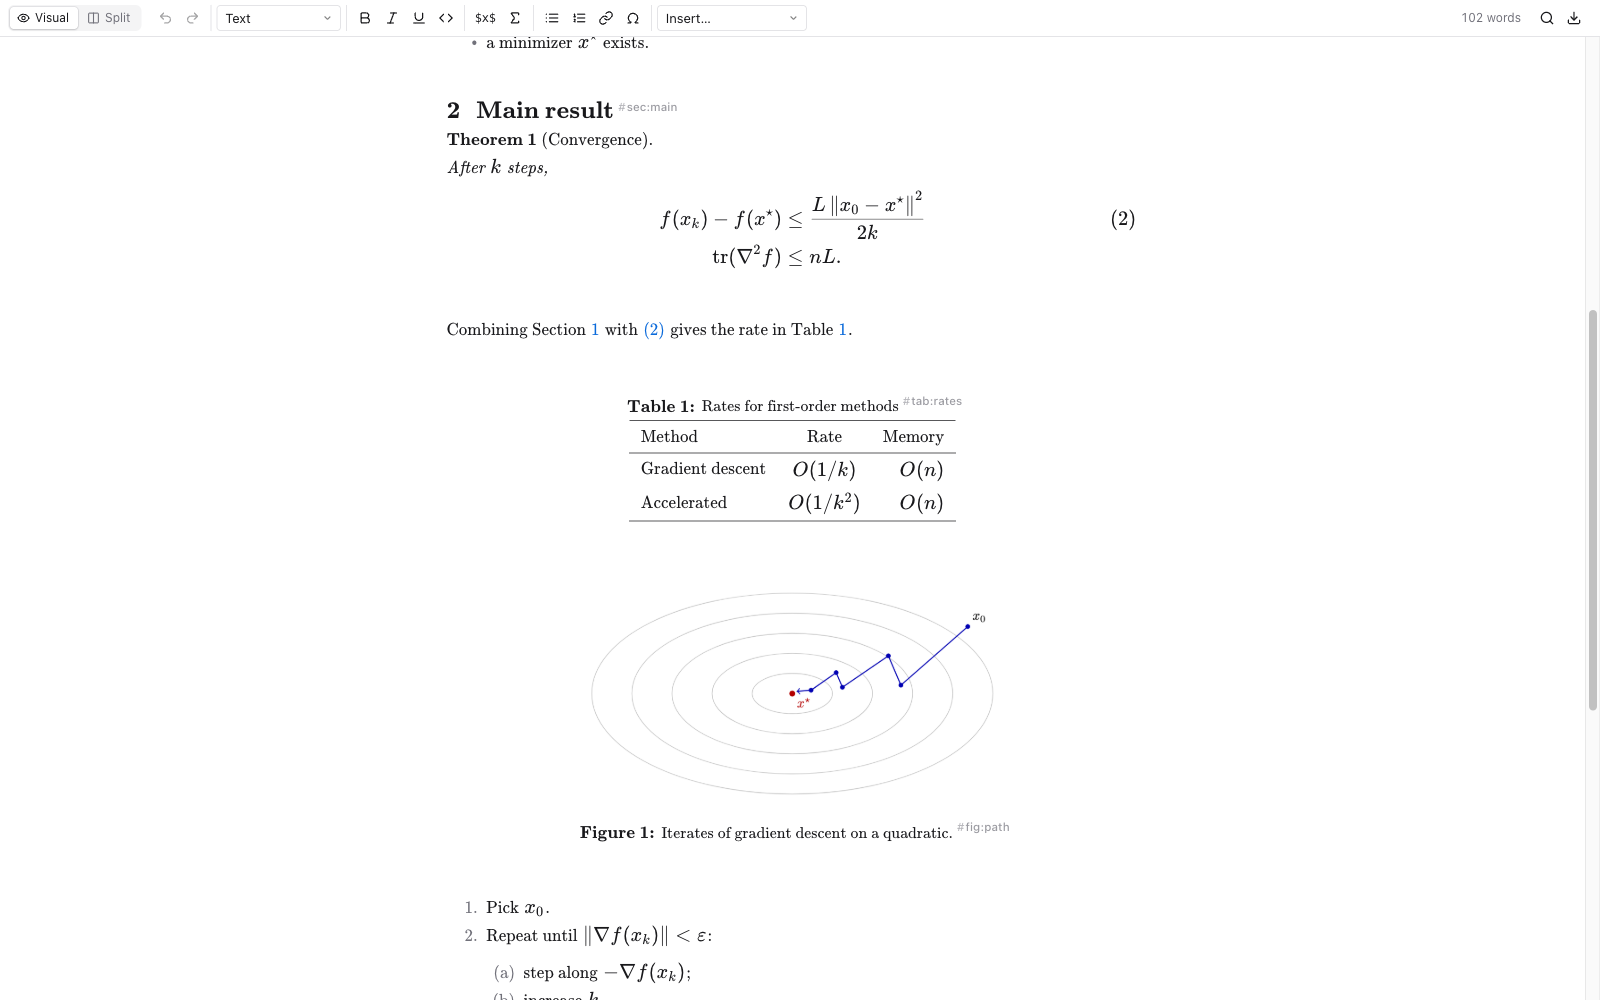 Visual Split Text B I U <> $x$ Σ Ω Insert... 102 words
• a minimizer x* exists.
2 Main result #sec:main
Theorem 1 (Convergence).
After k steps,
f(x_k) − f(x⋆) ≤ L ‖x_0 − x⋆‖² / 2k (2)
tr(∇²f) ≤ nL.
Combining Section 1 with (2) gives the rate in Table 1.
Table 1: Rates for first-order methods #tab:rates
Method Rate Memory
Gradient descent O(1/k) O(n)
Accelerated O(1/k²) O(n)
x_0
x⋆
Figure 1: Iterates of gradient descent on a quadratic. #fig:path
1. Pick x_0.
2. Repeat until ‖∇f(x_k)‖ < ε:
(a) step along −∇f(x_k);
(b) increase k